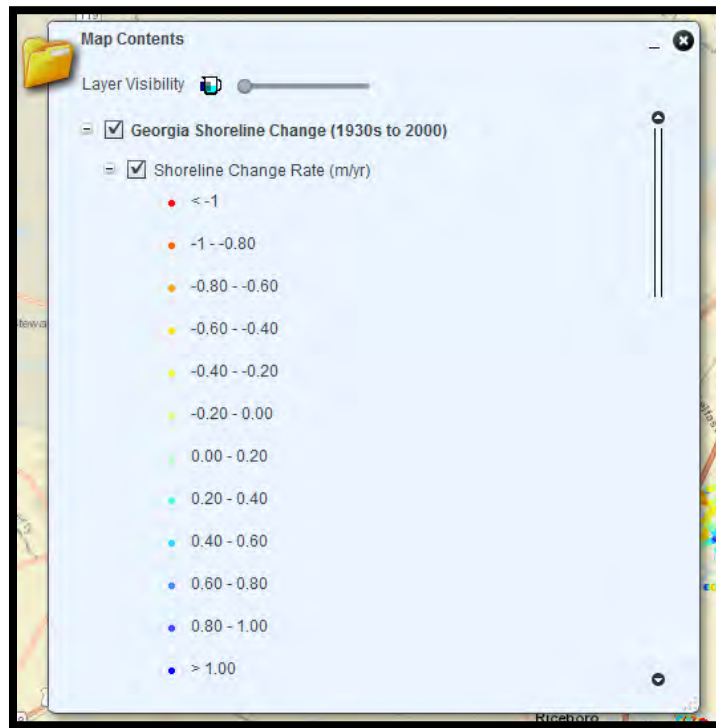 119
Map Contents
Layer Visibility
Georgia Shoreline Change (1930s to 2000)
Shoreline Change Rate (m/yr)
< -1
-1 - -0.80
-0.80 - -0.60
-0.60 - -0.40
-0.40 - -0.20
-0.20 - 0.00
0.00 - 0.20
0.20 - 0.40
0.40 - 0.60
0.60 - 0.80
0.80 - 1.00
> 1.00
Riceboro